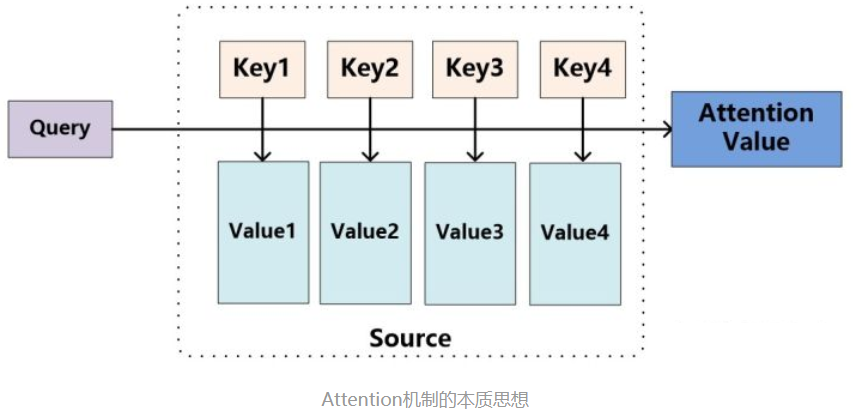 Key1 Key2 Key3 Key4
Query
Attention
Value
Value1 Value2 Value3 Value4
Source
Attention机制的本质思想